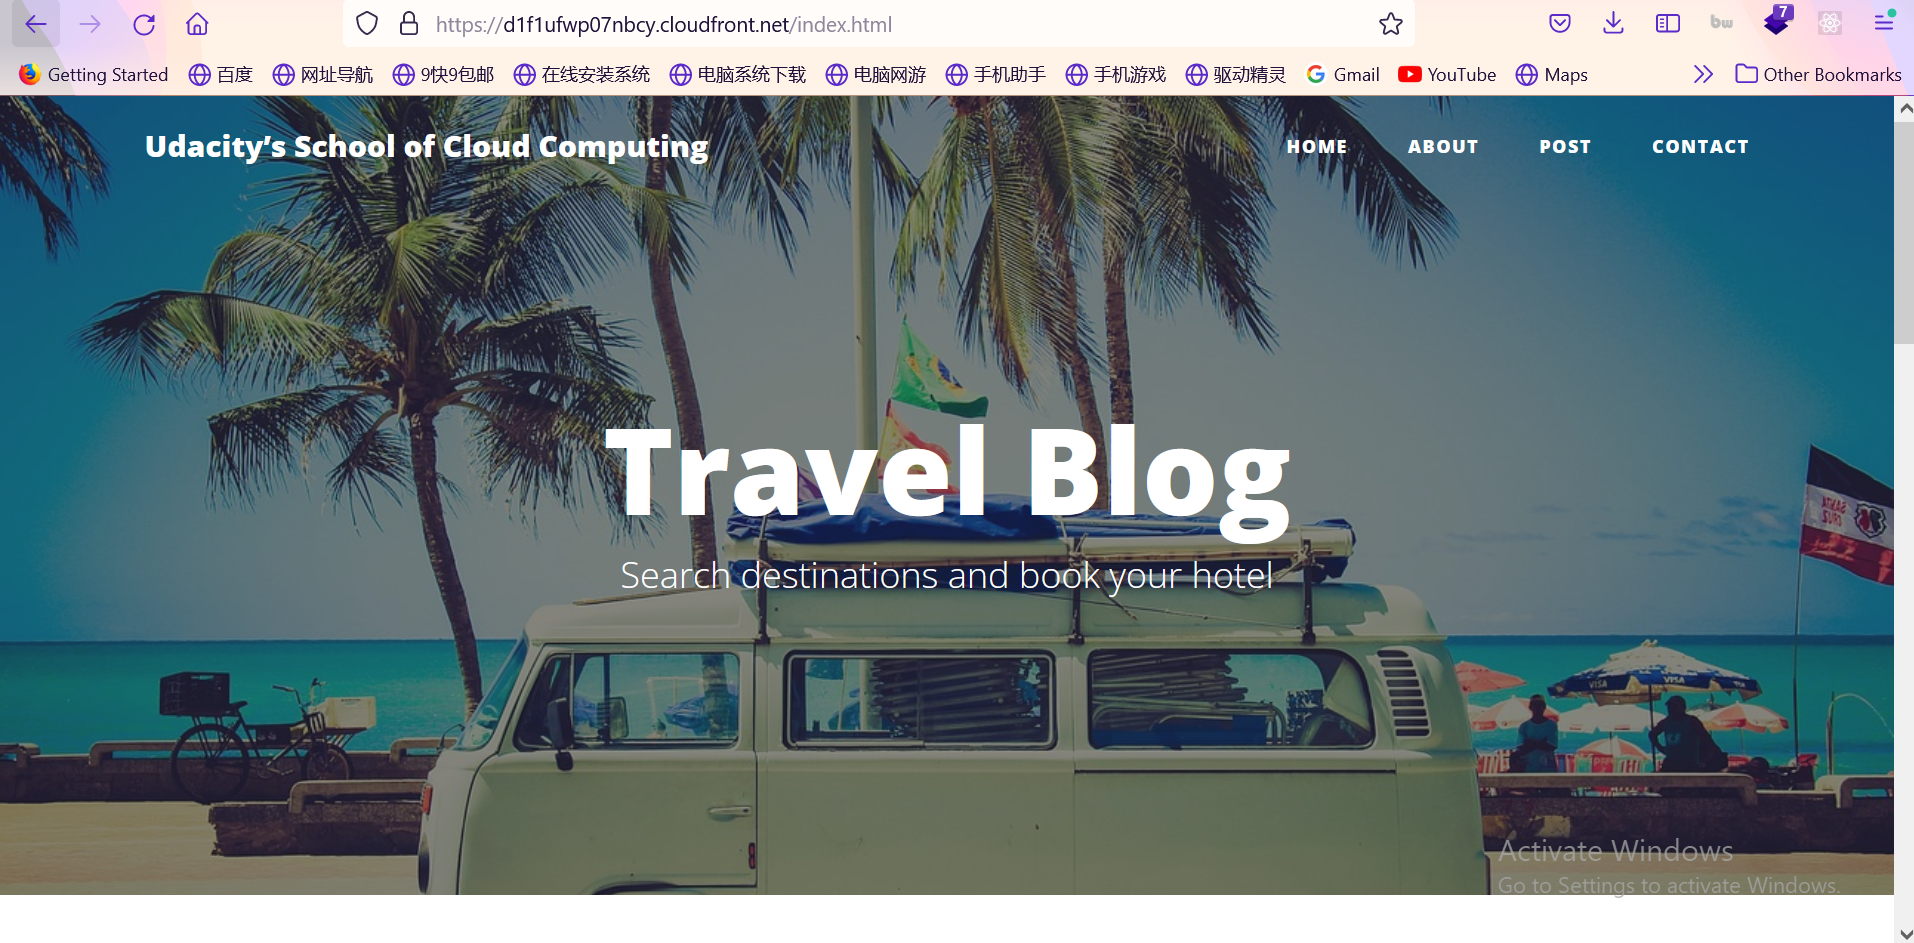 https://d1f1ufwp07nbcy.cloudfront.net/index.html
7
Getting Started 百度 网址导航 9快9包邮 在线安装系统 电脑系统下载 电脑网游 手机助手 手机游戏 驱动精灵 Gmail YouTube Maps Other Bookmarks
Udacity’s School of Cloud Computing HOME ABOUT POST CONTACT
Travel Blog
Search destinations and book your hotel
VISA VISA
Activate Windows
Go to Settings to activate Windows.